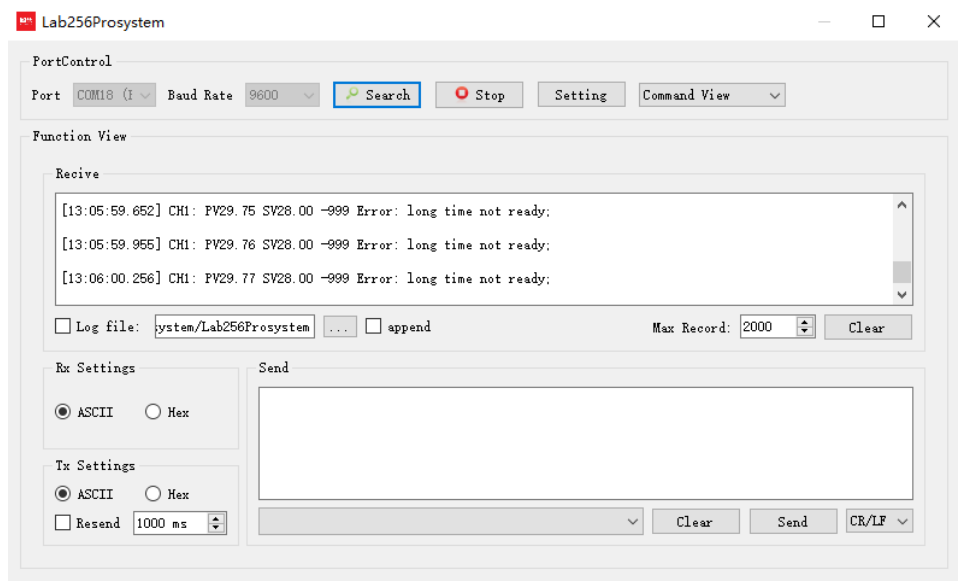 Lab256Prosystem
PortControl
Port COM18 (I Baud Rate 9600 Search Stop Setting Command View
Function View
Recive
[13:05:59.652] CH1: PV29.75 SV28.00 -999 Error: long time not ready;
[13:05:59.955] CH1: PV29.76 SV28.00 -999 Error: long time not ready;
[13:06:00.256] CH1: PV29.77 SV28.00 -999 Error: long time not ready;
Log file: system/Lab256Prosystem ... append Max Record: 2000 Clear
Rx Settings
ASCII Hex
Send
Tx Settings
ASCII Hex
Resend 1000 ms
Clear Send CR/LF